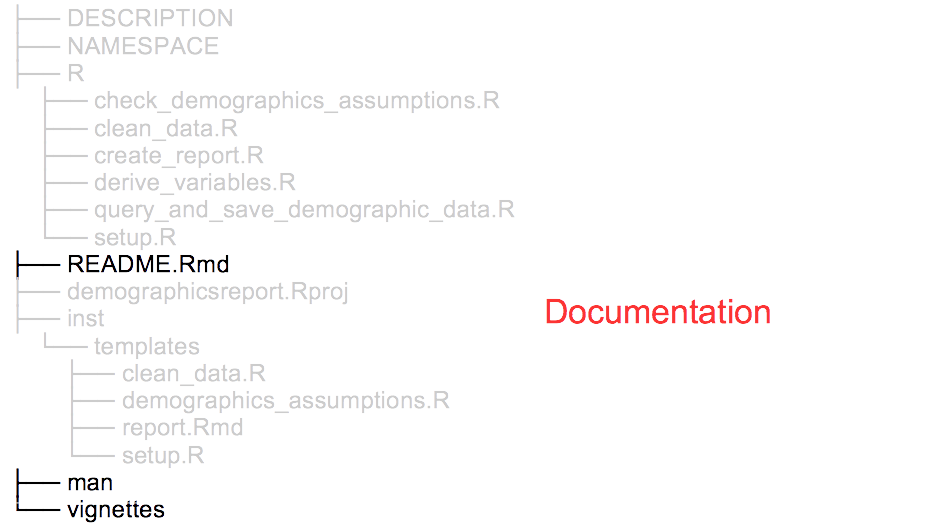 DESCRIPTION
NAMESPACE
R
check_demographics_assumptions.R
clean_data.R
create_report.R
derive_variables.R
query_and_save_demographic_data.R
setup.R
README.Rmd
demographicsreport.Rproj
inst
Documentation
templates
clean_data.R
demographics_assumptions.R
report.Rmd
setup.R
man
vignettes